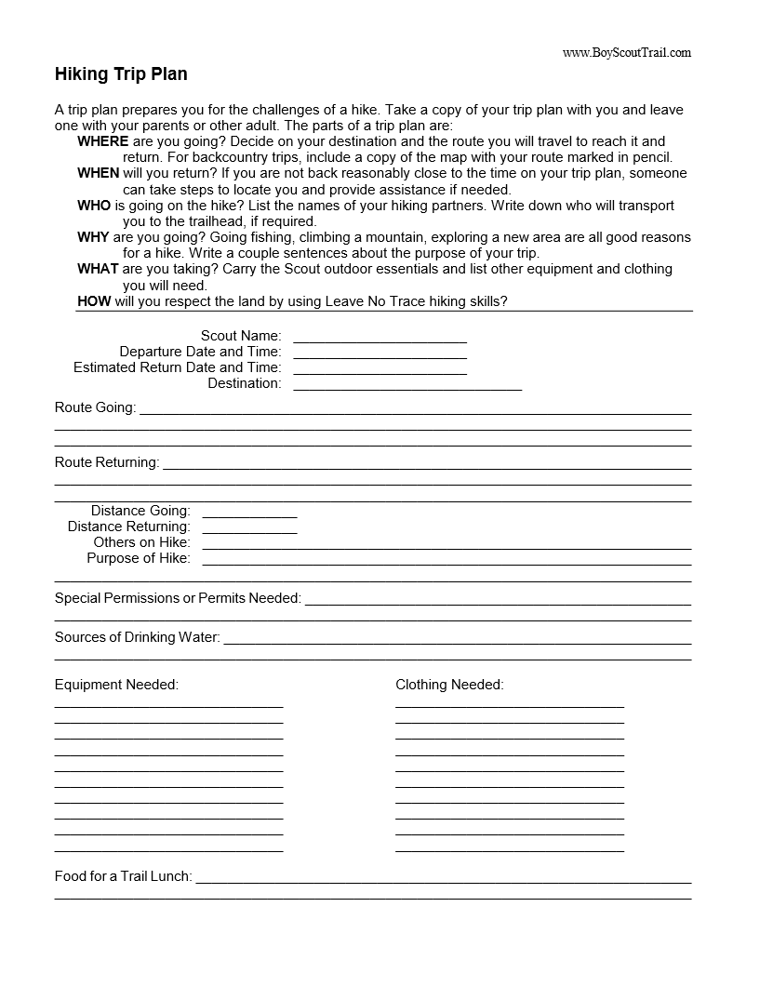 www.BoyScoutTrail.com
Hiking Trip Plan
A trip plan prepares you for the challenges of a hike. Take a copy of your trip plan with you and leave
one with your parents or other adult. The parts of a trip plan are:
WHERE are you going? Decide on your destination and the route you will travel to reach it and
return. For backcountry trips, include a copy of the map with your route marked in pencil.
WHEN will you return? If you are not back reasonably close to the time on your trip plan, someone
can take steps to locate you and provide assistance if needed.
WHO is going on the hike? List the names of your hiking partners. Write down who will transport
you to the trailhead, if required.
WHY are you going? Going fishing, climbing a mountain, exploring a new area are all good reasons
for a hike. Write a couple sentences about the purpose of your trip.
WHAT are you taking? Carry the Scout outdoor essentials and list other equipment and clothing
you will need.
HOW will you respect the land by using Leave No Trace hiking skills?
Scout Name:
Departure Date and Time:
Estimated Return Date and Time:
Destination:
Route Going:
Route Returning:
Distance Going:
Distance Returning:
Others on Hike:
Purpose of Hike:
Special Permissions or Permits Needed:
Sources of Drinking Water:
Equipment Needed: Clothing Needed:
Food for a Trail Lunch: